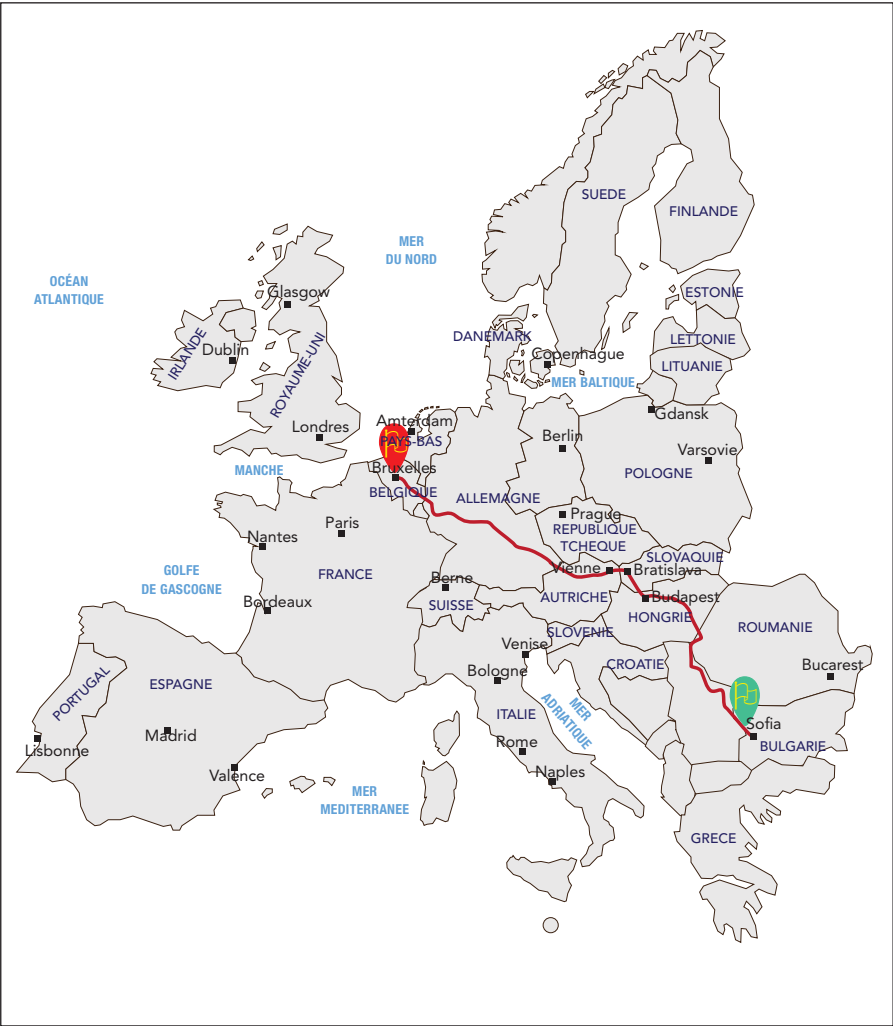 SUEDE
FINLANDE
MER
DU NORD
OCÉAN
ATLANTIQUE
Glasgow
ESTONIE
IRLANDE
Dublin
ROYAUME-UNI
DANEMARK
Copenhague
LETTONIE
LITUANIE
MER BALTIQUE
Gdansk
Amterdam
PAYS-BAS
Londres
Berlin
Varsovie
POLOGNE
MANCHE
Bruxelles
BELGIQUE
ALLEMAGNE
Prague
REPUBLIQUE
TCHEQUE
Paris
Nantes
SLOVAQUIE
Vienne
Bratislava
GOLFE
DE GASCOGNE
FRANCE
Berne
SUISSE
AUTRICHE
Budapest
HONGRIE
Bordeaux
ROUMANIE
SLOVENIE
Venise
CROATIE
Bucarest
Bologne
PORTUGAL
ESPAGNE
MER
ADRIATIQUE
ITALIE
Sofia
BULGARIE
Madrid
Lisbonne
Rome
Valence
Naples
MER
MEDITERRANEE
GRECE